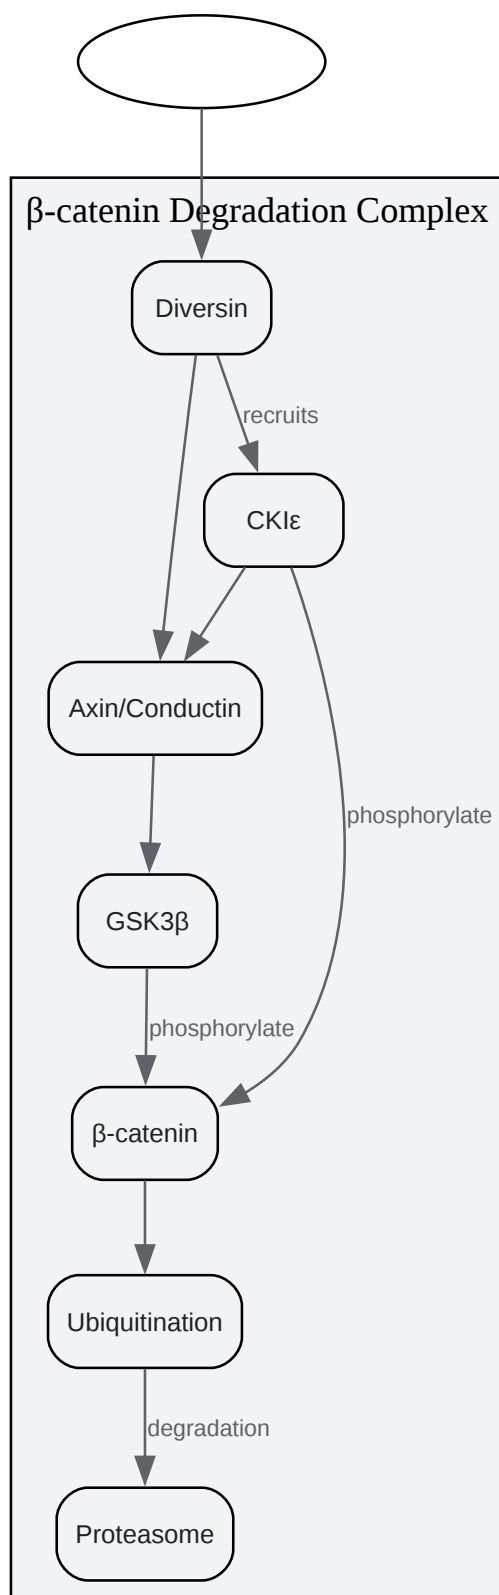 β-catenin Degradation Complex
Diversin
recruits
CKIε
Axin/Conductin
phosphorylate
GSK3β
phosphorylate
β-catenin
Ubiquitination
degradation
Proteasome